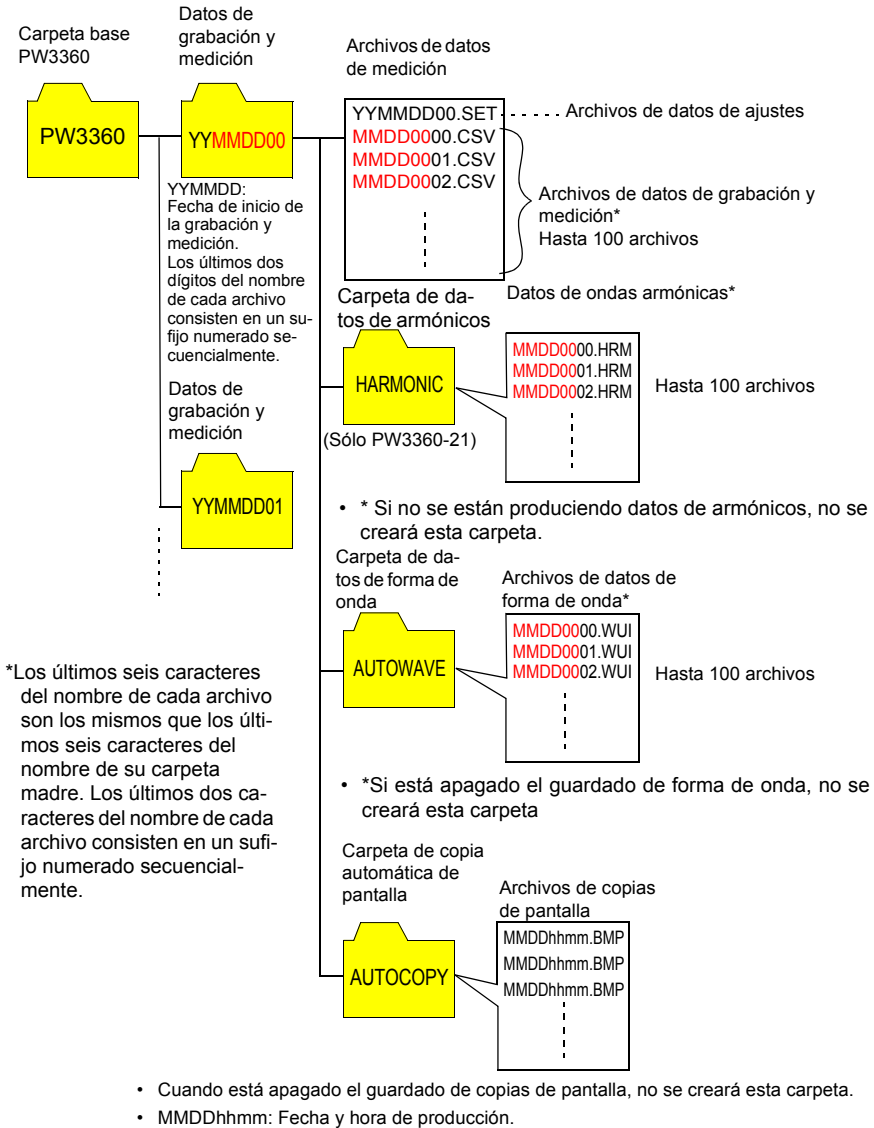 Carpeta base
PW3360
Datos de
grabación y
medición
Archivos de datos
de medición
PW3360
YYMMDD00
YYMMDD00.SET
Archivos de datos de ajustes
MMDD0000.CSV
MMDD0001.CSV
MMDD0002.CSV
Archivos de datos de grabación y
medición*
Hasta 100 archivos
YYMMDD:
Fecha de inicio de
la grabación y
medición.
Los últimos dos
dígitos del nombre
de cada archivo
consisten en un su-
fijo numerado se-
cuencialmente.
Carpeta de da-
tos de armónicos
Datos de ondas armónicas*
HARMONIC
MMDD0000.HRM
MMDD0001.HRM
MMDD0002.HRM
Hasta 100 archivos
(Sólo PW3360-21)
Datos de
grabación y
medición
YYMMDD01
• * Si no se están produciendo datos de armónicos, no se
creará esta carpeta.
Carpeta de da-
tos de forma de
onda
Archivos de datos de
forma de onda*
AUTOWAVE
MMDD0000.WUI
MMDD0001.WUI
MMDD0002.WUI
Hasta 100 archivos
*Los últimos seis caracteres
del nombre de cada archivo
son los mismos que los últi-
mos seis caracteres del
nombre de su carpeta
madre. Los últimos dos ca-
racteres del nombre de cada
archivo consisten en un sufi-
jo numerado secuencial-
mente.
• *Si está apagado el guardado de forma de onda, no se
creará esta carpeta
Carpeta de copia
automática de
pantalla
Archivos de copias
de pantalla
AUTOCOPY
MMDDhhmm.BMP
MMDDhhmm.BMP
MMDDhhmm.BMP
• Cuando está apagado el guardado de copias de pantalla, no se creará esta carpeta.
• MMDDhhmm: Fecha y hora de producción.